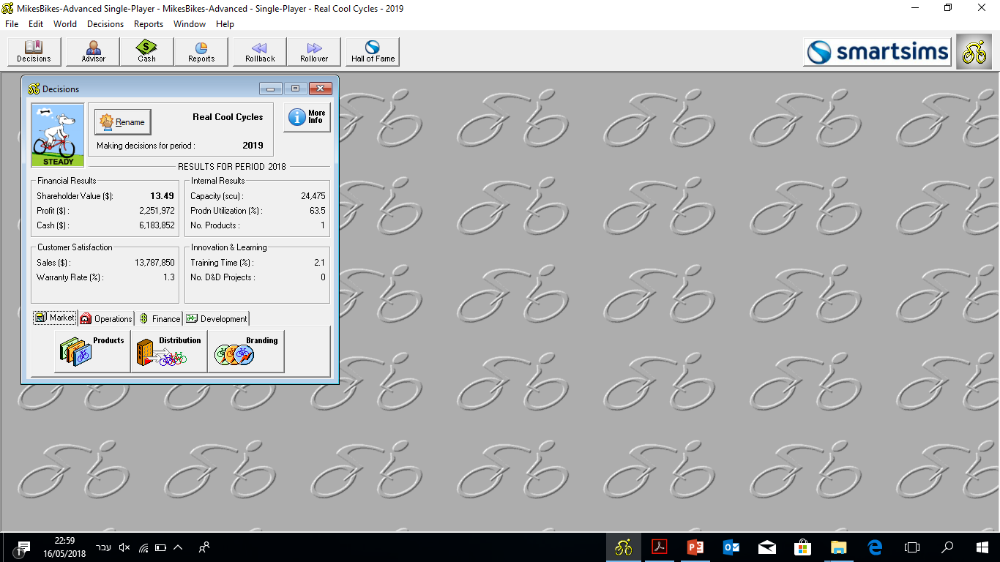 MikesBikes-Advanced Single-Player - MikesBikes-Advanced - Single-Player - Real Cool Cycles - 2019
File Edit World Decisions Reports Window Help
Decisions Advisor Cash Reports Rollback Rollover Hall of Fame smartsims
Decisions
STEADY
Rename
Real Cool Cycles
More Info
Making decisions for period : 2019
RESULTS FOR PERIOD 2018
Financial Results
Shareholder Value ($): 13.49
Profit ($) : 2,251,972
Cash ($) : 6,183,852
Internal Results
Capacity (scu) : 24,475
Prodn Utilization (%) : 63.5
No. Products : 1
Customer Satisfaction
Sales ($) : 13,787,850
Warranty Rate (%) : 1.3
Innovation & Learning
Training Time (%) : 2.1
No. D&D Projects : 0
Market Operations Finance Development
Products Distribution Branding
1
22:59
16/05/2018
עבר